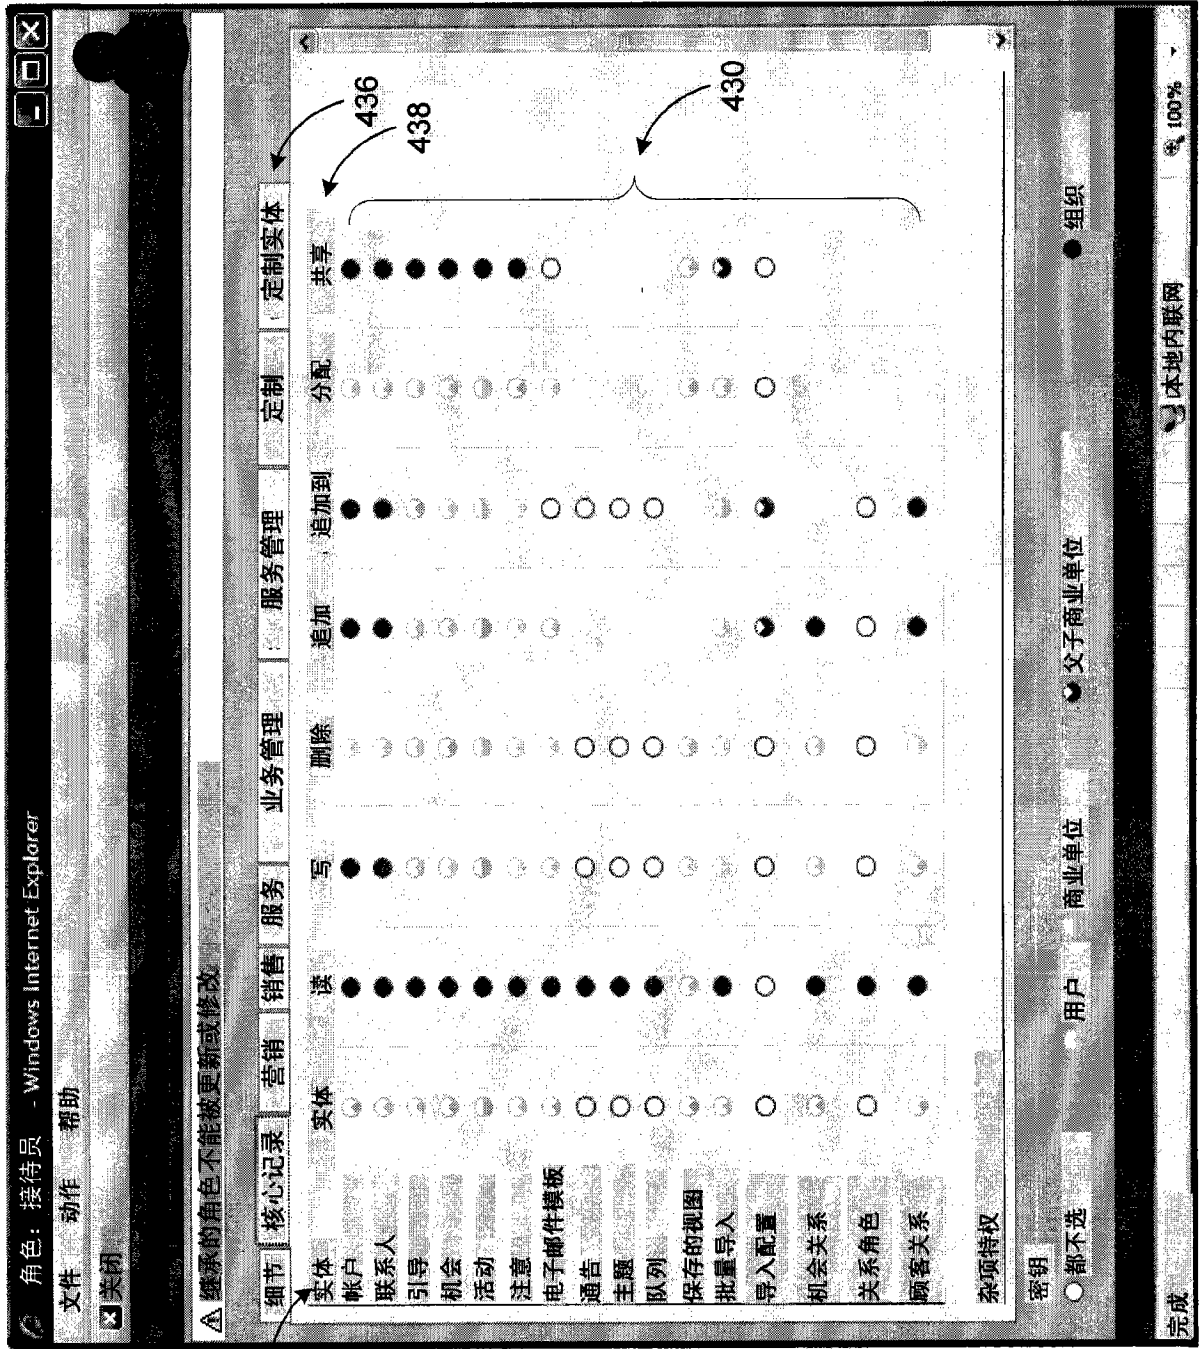 角色：接待员 - Windows Internet Explorer
文件 动作 帮助
关闭
继承的角色不能被更新或修改
细节 核心记录 营销 销售 服务 业务管理 服务管理 定制 定制实体
436
438
实体 实体 读 写 删除 追加 追加到 分配 共享
帐户
联系人
引导
机会
活动
注意
电子邮件模板
通告
主题
队列
保存的视图
批量导入
导入配置
机会关系
关系角色
顾客关系
430
杂项特权
密钥
都不选 用户 商业单位 父子商业单位 组织
完成 本地内联网 100%